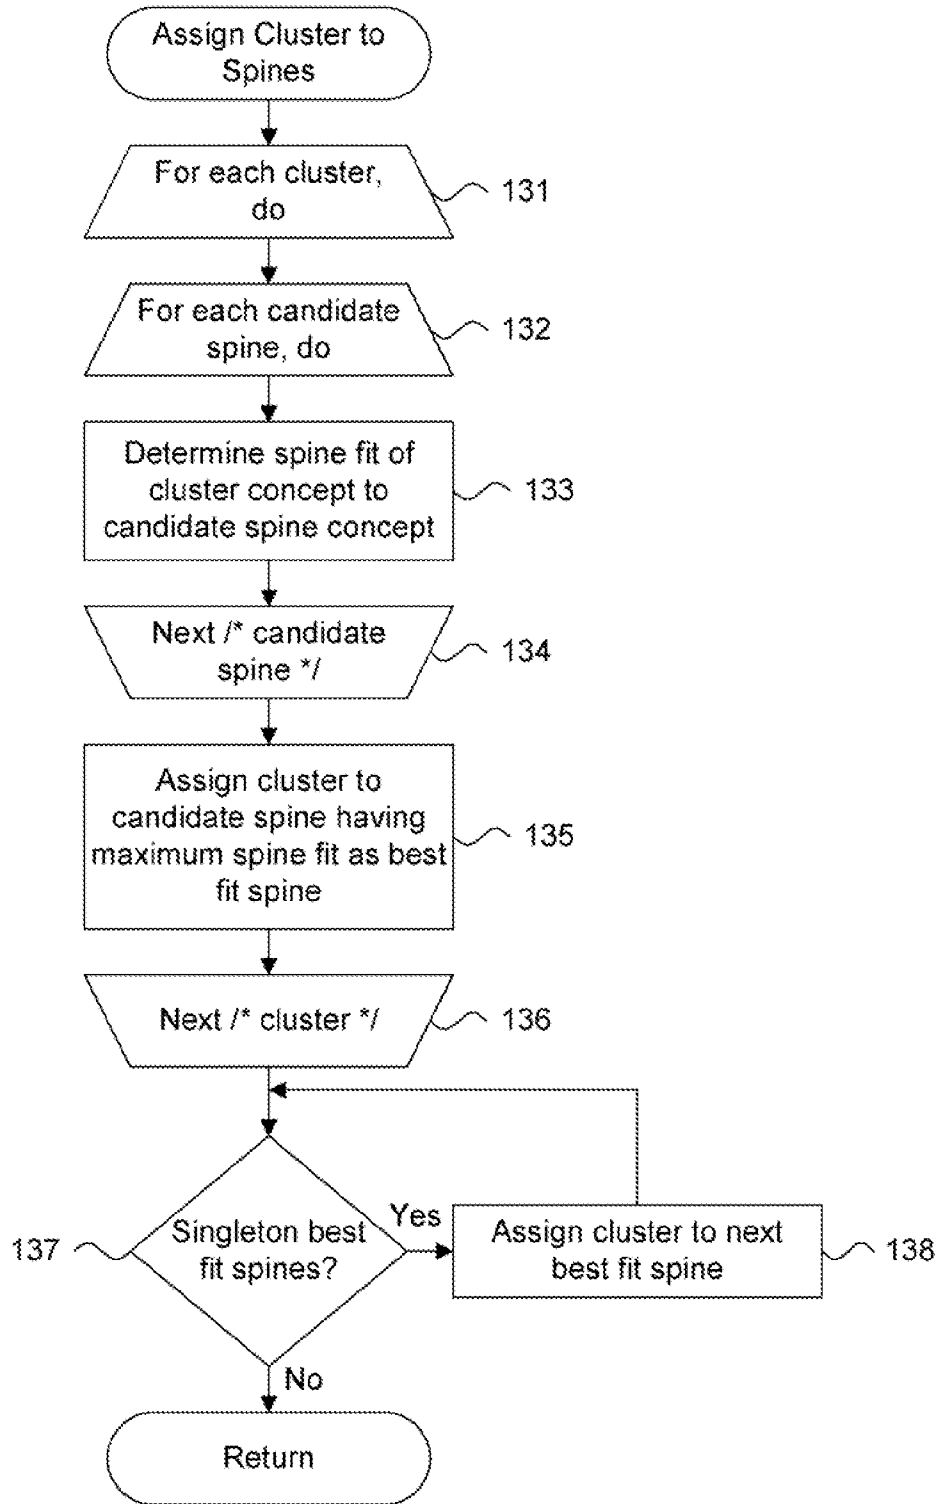 Assign Cluster to
Spines
For each cluster,
do
131
For each candidate
spine, do
132
Determine spine fit of
cluster concept to
candidate spine concept
133
Next /* candidate
spine */
134
Assign cluster to
candidate spine having
maximum spine fit as best
fit spine
135
Next /* cluster */
136
137
Singleton best
fit spines?
Yes
Assign cluster to next
best fit spine
138
No
Return